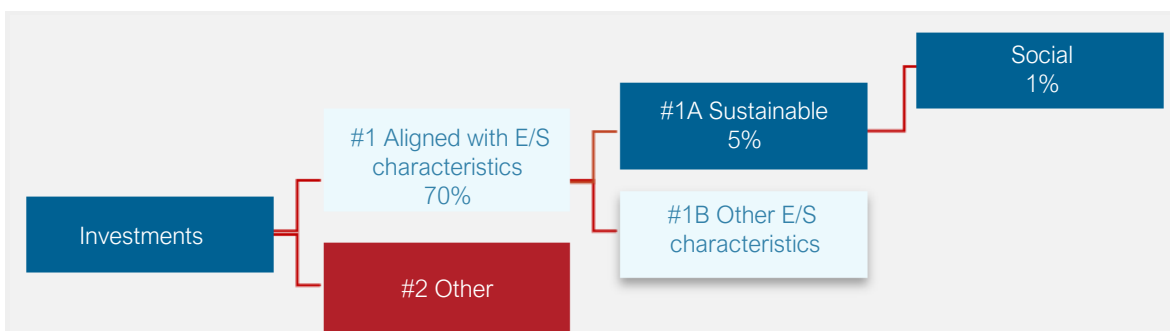 Social
1%
#1A Sustainable
5%
#1 Aligned with E/S
characteristics
70%
#1B Other E/S
characteristics
Investments
#2 Other